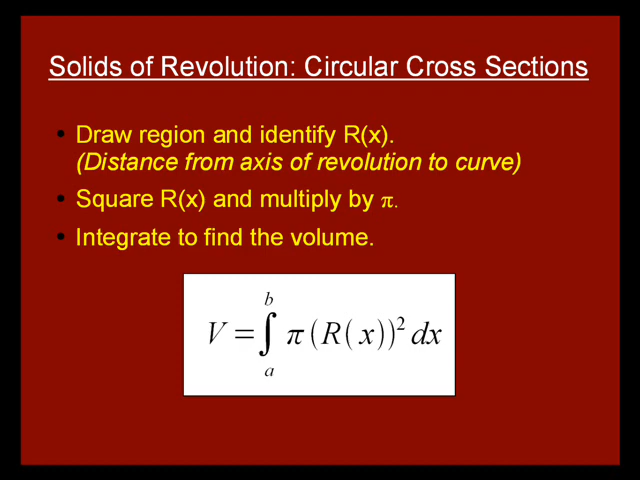 Solids of Revolution: Circular Cross Sections
• Draw region and identify R(x).
(Distance from axis of revolution to curve)
• Square R(x) and multiply by π.
• Integrate to find the volume.
V = ∫_a^b π (R(x))² dx